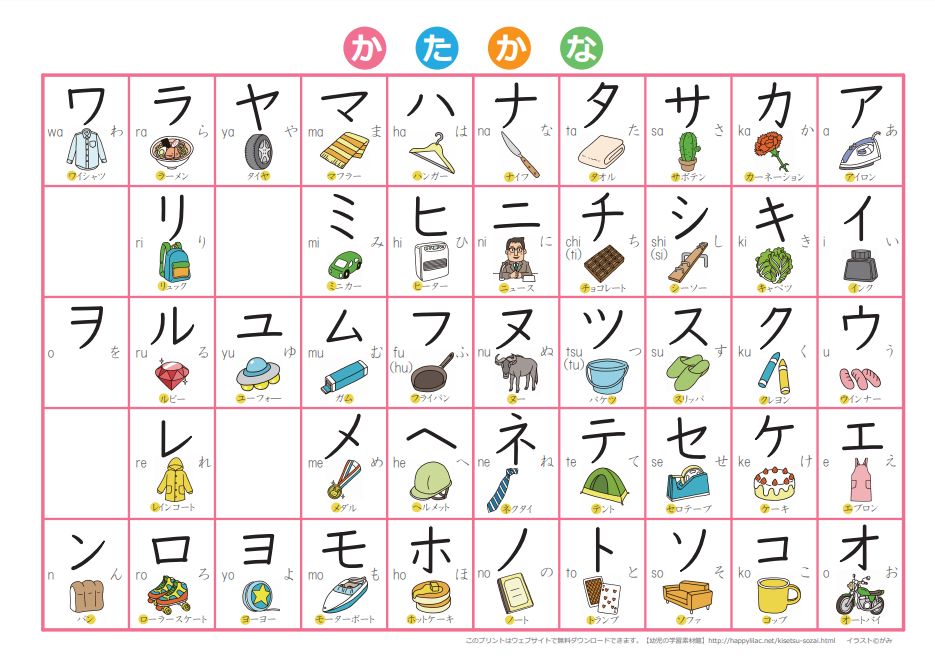 かたかな
ア
a あ
アイロン
イ
i い
インク
ウ
u う
ウインナー
エ
e え
エプロン
オ
o お
オートバイ
カ
ka か
カーネーション
キ
ki き
キャベツ
ク
ku く
クレヨン
ケ
ke け
ケーキ
コ
ko こ
コップ
サ
sa さ
サボテン
シ
shi し
(si)
シーソー
ス
su す
スリッパ
セ
se せ
セロテープ
ソ
so そ
ソファ
タ
ta た
タオル
チ
chi ち
(ti)
チョコレート
ツ
tsu つ
(tu)
バケツ
テ
te て
テント
ト
to と
トランプ
ナ
na な
ナイフ
ニ
ni に
ニュース
ヌ
nu ぬ
ヌー
ネ
ne ね
ネクタイ
ノ
no の
ノート
ハ
ha は
ハンガー
ヒ
hi ひ
ヒーター
フ
fu ふ
(hu)
フライパン
ヘ
he へ
ヘルメット
ホ
ho ほ
ホットケーキ
マ
ma ま
マフラー
ミ
mi み
ミニカー
ム
mu む
ガム
メ
me め
メダル
モ
mo も
モーターボート
ヤ
ya や
タイヤ
ユ
yu ゆ
ユーフォー
ヨ
yo よ
ヨーヨー
ラ
ra ら
ラーメン
リ
ri り
リュック
ル
ru る
ルビー
レ
re れ
レインコート
ロ
ro ろ
ローラースケート
ワ
wa わ
ワイシャツ
ヲ
o を
ン
n ん
パン
このプリントはウェブサイトで無料ダウンロードできます。【幼児の学習素材館】http://happylilac.net/kisetsu-sozai.html イラスト©がみ